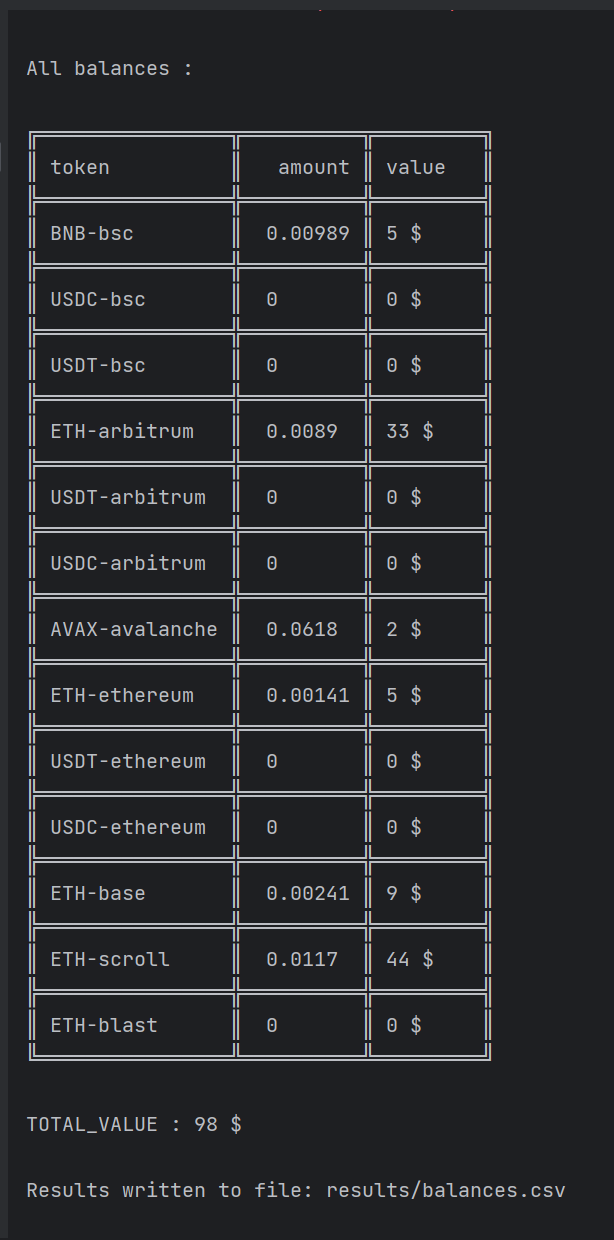 All balances :
token amount value
BNB-bsc 0.00989 5 $
USDC-bsc 0 0 $
USDT-bsc 0 0 $
ETH-arbitrum 0.0089 33 $
USDT-arbitrum 0 0 $
USDC-arbitrum 0 0 $
AVAX-avalanche 0.0618 2 $
ETH-ethereum 0.00141 5 $
USDT-ethereum 0 0 $
USDC-ethereum 0 0 $
ETH-base 0.00241 9 $
ETH-scroll 0.0117 44 $
ETH-blast 0 0 $
TOTAL_VALUE : 98 $
Results written to file: results/balances.csv